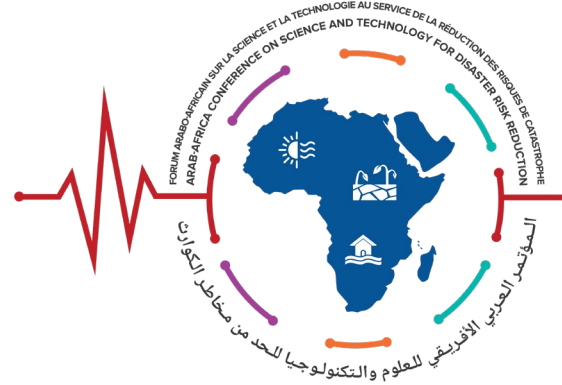 FORUM ARABO-AFRICAIN SUR LA SCIENCE ET LA TECHNOLOGIE AU SERVICE DE LA RÉDUCTION DES RISQUES DE CATASTROPHE
ARAB-AFRICA CONFERENCE ON SCIENCE AND TECHNOLOGY FOR DISASTER RISK REDUCTION
المؤتمر العربي الأفريقي للعلوم والتكنولوجيا للحد من مخاطر الكوارث